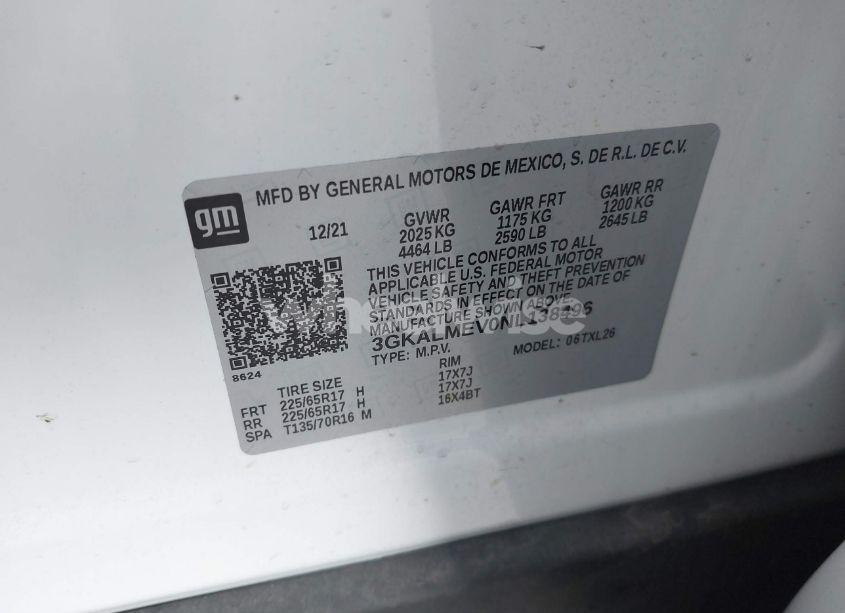 gm
MFD BY GENERAL MOTORS DE MEXICO, S. DE R.L. DE C.V.
12/21
GVWR
2025 KG
4464 LB
GAWR FRT
1175 KG
2590 LB
GAWR RR
1200 KG
2645 LB
THIS VEHICLE CONFORMS TO ALL
APPLICABLE U.S. FEDERAL MOTOR
VEHICLE SAFETY AND THEFT PREVENTION
STANDARDS IN EFFECT ON THE DATE OF
MANUFACTURE SHOWN ABOVE.
TYPE: M.P.V.
MODEL: 06TXL26
8624
TIRE SIZE
RIM
FRT 225/65R17 H 17X7J
RR 225/65R17 H 17X7J
SPA T135/70R16 M 16X4BT